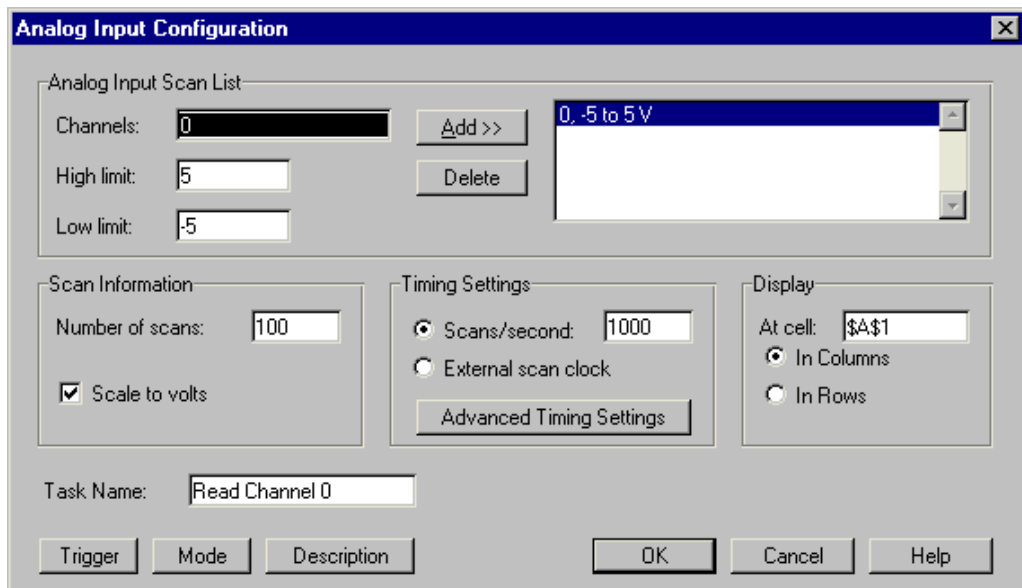 Analog Input Configuration
Analog Input Scan List
Channels: 0 Add >> 0, -5 to 5 V
High limit: 5 Delete
Low limit: -5
Scan Information Timing Settings Display
Number of scans: 100 Scans/second: 1000 At cell: $A$1
External scan clock In Columns
Scale to volts In Rows
Advanced Timing Settings
Task Name: Read Channel 0
Trigger Mode Description OK Cancel Help